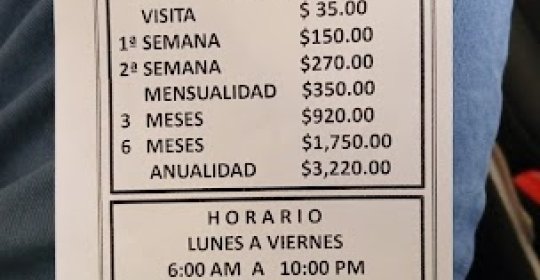 VISITA $ 35.00
1ª SEMANA $150.00
2ª SEMANA $270.00
MENSUALIDAD $350.00
3 MESES $920.00
6 MESES $1,750.00
ANUALIDAD $3,220.00
HORARIO
LUNES A VIERNES
6:00 AM A 10:00 PM